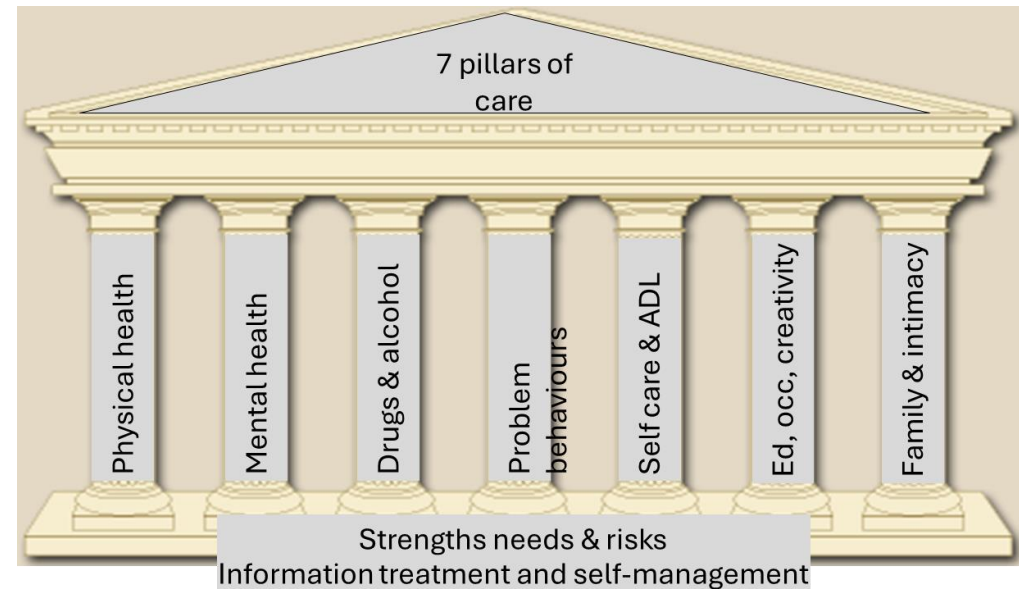 7 pillars of
care
Physical health
Mental health
Drugs & alcohol
Problem
behaviours
Self care & ADL
Ed, occ, creativity
Family & intimacy
Strengths needs & risks
Information treatment and self-management